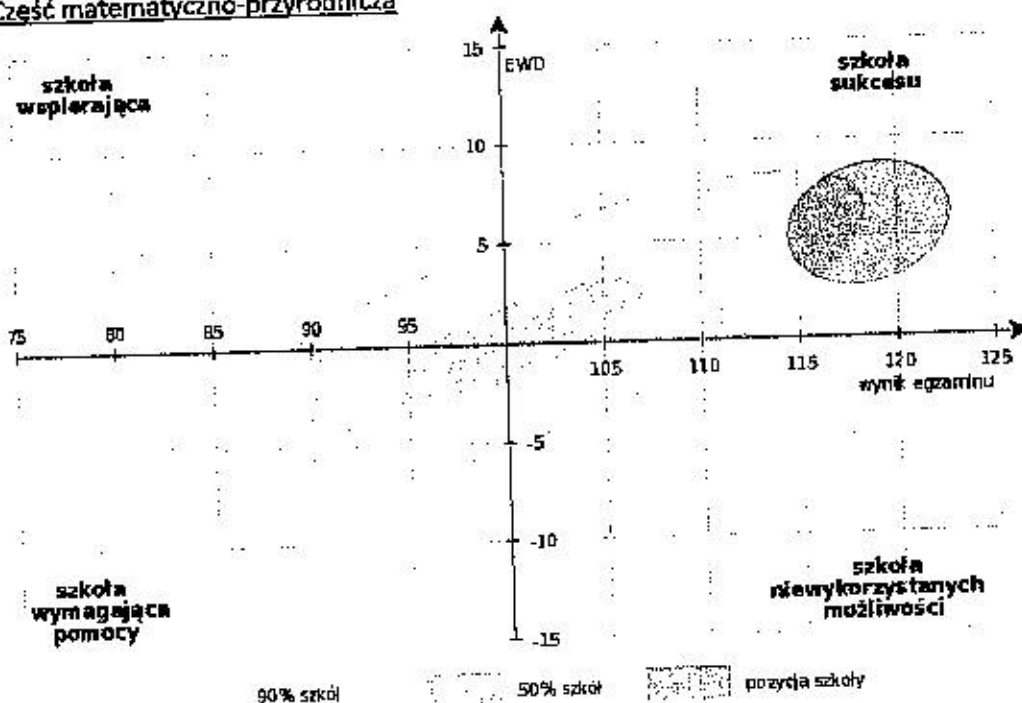 Część matematyczno-przyrodnicza
szkoła
wspierająca
15
EWD
szkoła
sukcesu
10
5
75
80
85
90
95
105
110
115
120
125
wynik egzaminu
-5
-10
-15
szkoła
wymagająca
pomocy
szkoła
niewykorzystanych
możliwości
90% szkół
50% szkół
pozycja szkoły